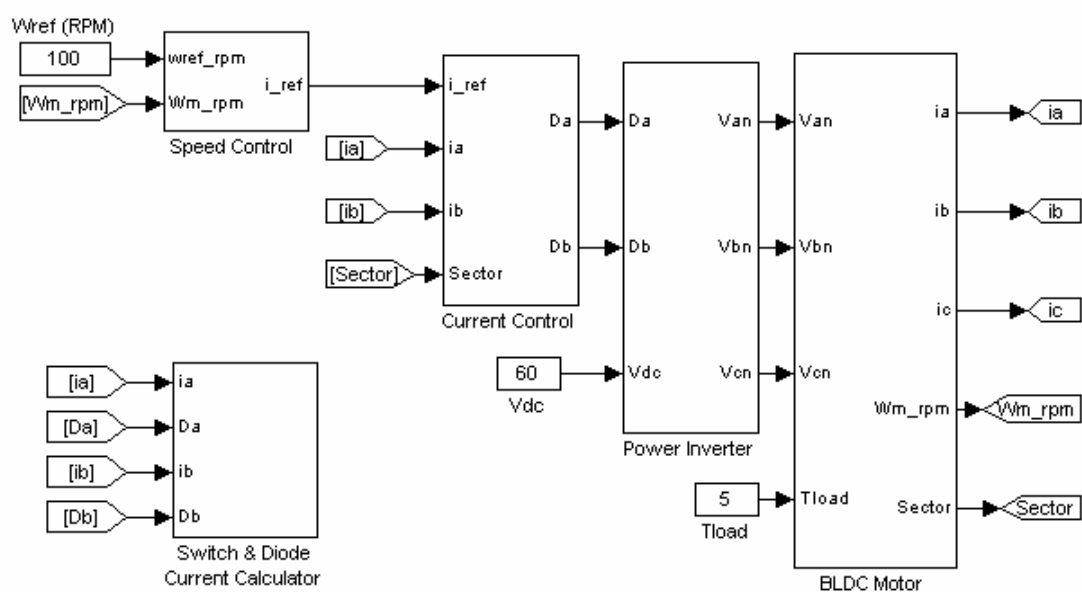 Wref (RPM)
100
[Wm_rpm]
wref_rpm
Wm_rpm
i_ref
Speed Control
[ia]
[ib]
[Sector]
i_ref
ia
ib
Sector
Da
Db
Current Control
60
Vdc
Da
Db
Vdc
Van
Vbn
Vcn
Power Inverter
5
Tload
Van
Vbn
Vcn
Tload
ia
ib
ic
Wm_rpm
Sector
BLDC Motor
ia
ib
ic
Wm_rpm
Sector
[ia]
[Da]
[ib]
[Db]
ia
Da
ib
Db
Switch & Diode
Current Calculator